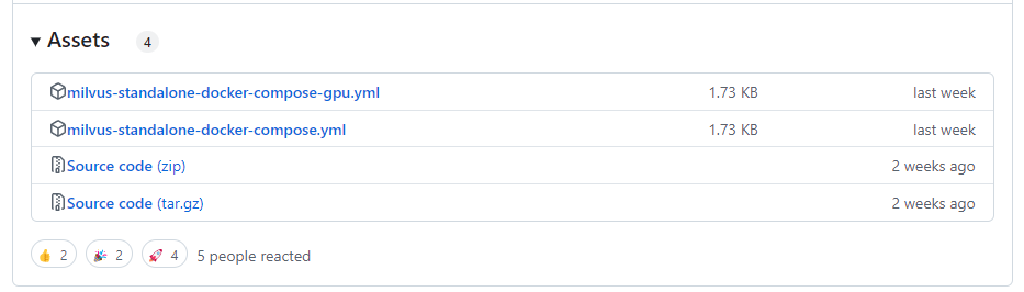 Assets 4
milvus-standalone-docker-compose-gpu.yml 1.73 KB last week
milvus-standalone-docker-compose.yml 1.73 KB last week
Source code (zip) 2 weeks ago
Source code (tar.gz) 2 weeks ago
👍 2 🎉 2 🚀 4 5 people reacted